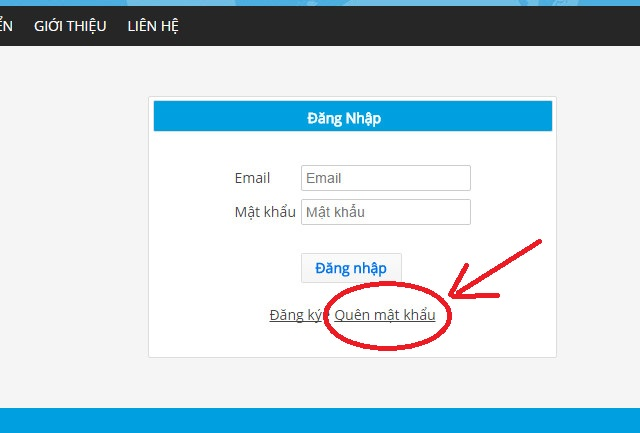 GIỚI THIỆU LIÊN HỆ
Đăng Nhập
Email Email
Mật khẩu Mật khẩu
Đăng nhập
Đăng ký Quên mật khẩu